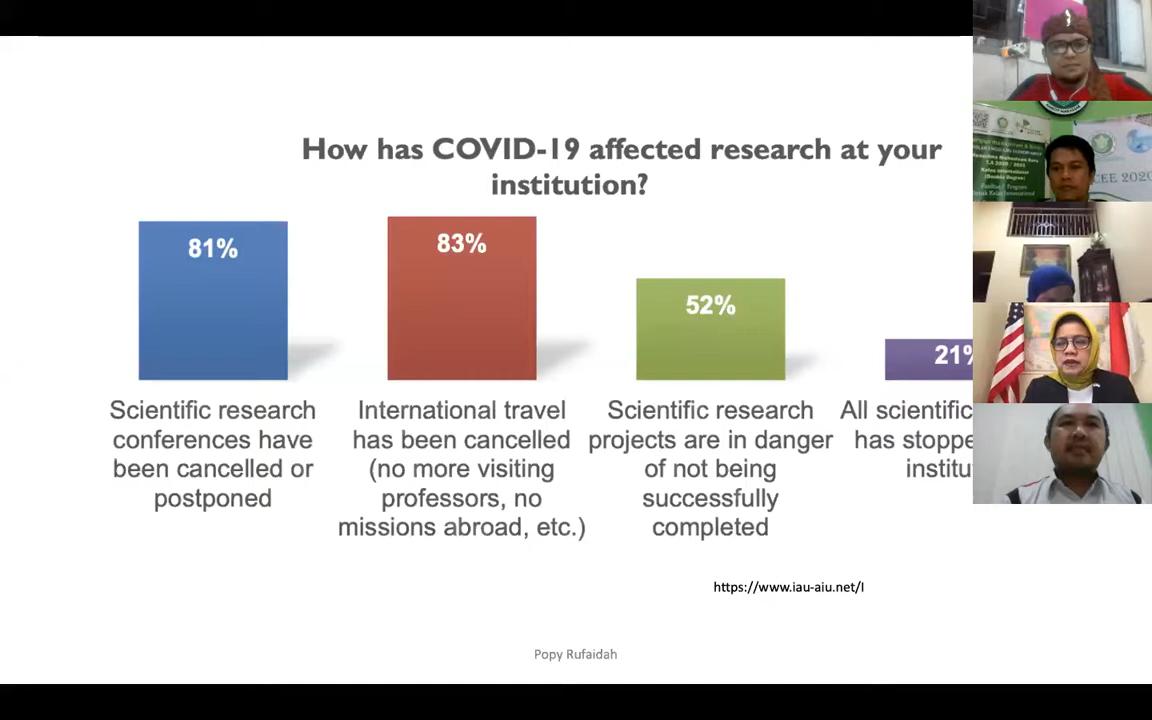 How has COVID-19 affected research at your
institution?
81%
83%
52%
21%
Scientific research
conferences have
been cancelled or
postponed
International travel
has been cancelled
(no more visiting
professors, no
missions abroad, etc.)
Scientific research
projects are in danger
of not being
successfully
completed
All scientific
has
https://www.iau-aiu.net/I
Popy Rufaidah
CEE 2020